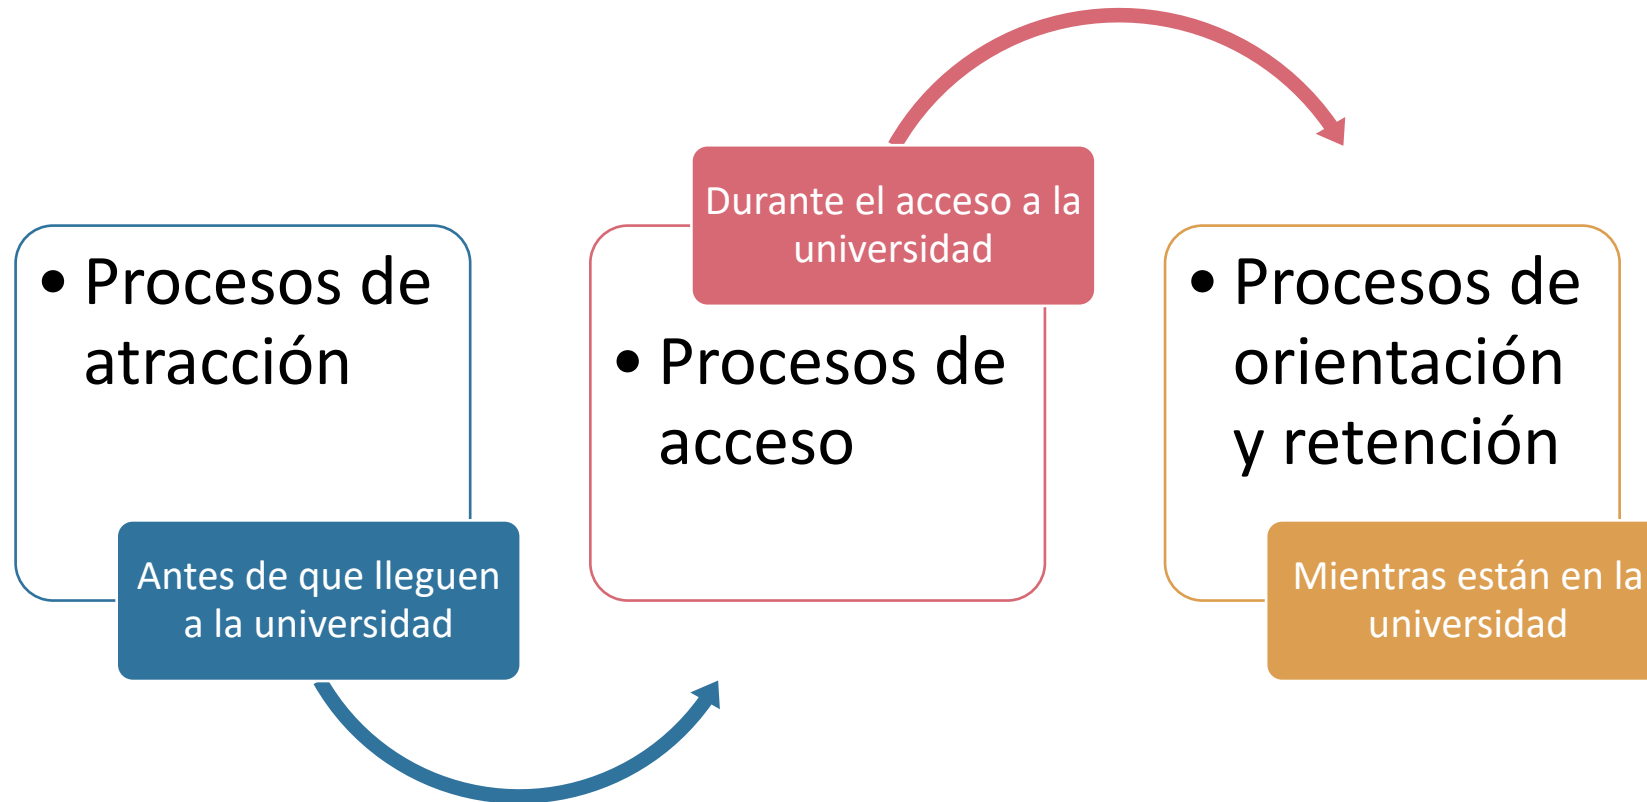 • Procesos de
atracción
Antes de que lleguen
a la universidad
Durante el acceso a la
universidad
• Procesos de
acceso
• Procesos de
orientación
y retención
Mientras están en la
universidad